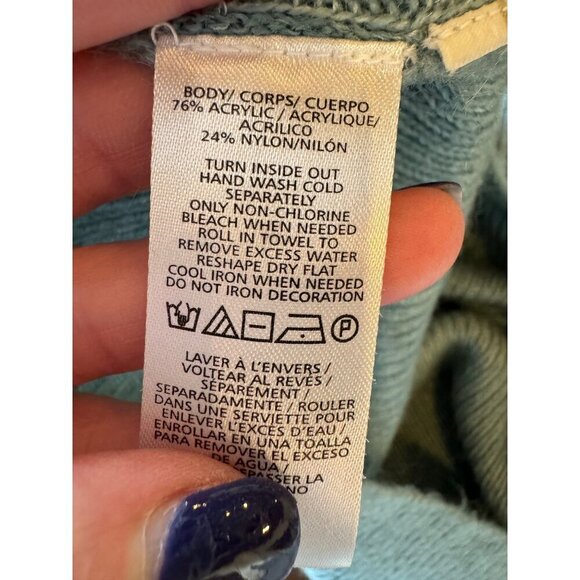 BODY/ CORPS/ CUERPO
76% ACRYLIC / ACRYLIQUE/
ACRÍLICO
24% NYLON/NILÓN
TURN INSIDE OUT
HAND WASH COLD
SEPARATELY
ONLY NON-CHLORINE
BLEACH WHEN NEEDED
ROLL IN TOWEL TO
REMOVE EXCESS WATER
RESHAPE DRY FLAT
COOL IRON WHEN NEEDED
DO NOT IRON DECORATION
P
LAVER À L'ENVERS /
VOLTEAR AL REVÉS /
SÉPARÉMENT /
SEPARADAMENTE / ROULER
DANS UNE SERVIETTE POUR
ENLEVER L'EXCÈS D'EAU /
ENROLLAR EN UNA TOALLA
PARA REMOVER EL EXCESO
DE AGUA /